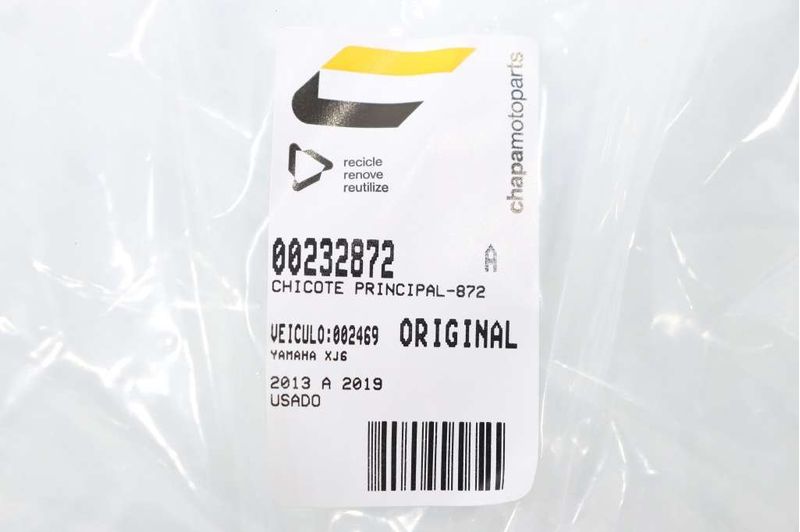 recicle
renove
reutilize
chapamotoparts
00232872 A
CHICOTE PRINCIPAL-872
VEICULO:002469 ORIGINAL
YAMAHA XJ6
2013 A 2019
USADO